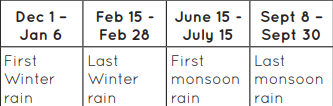 Dec 1 – Feb 15 - June 15 - Sept 8 –
Jan 6 Feb 28 July 15 Sept 30
First Last First Last
Winter Winter monsoon monsoon
rain rain rain rain